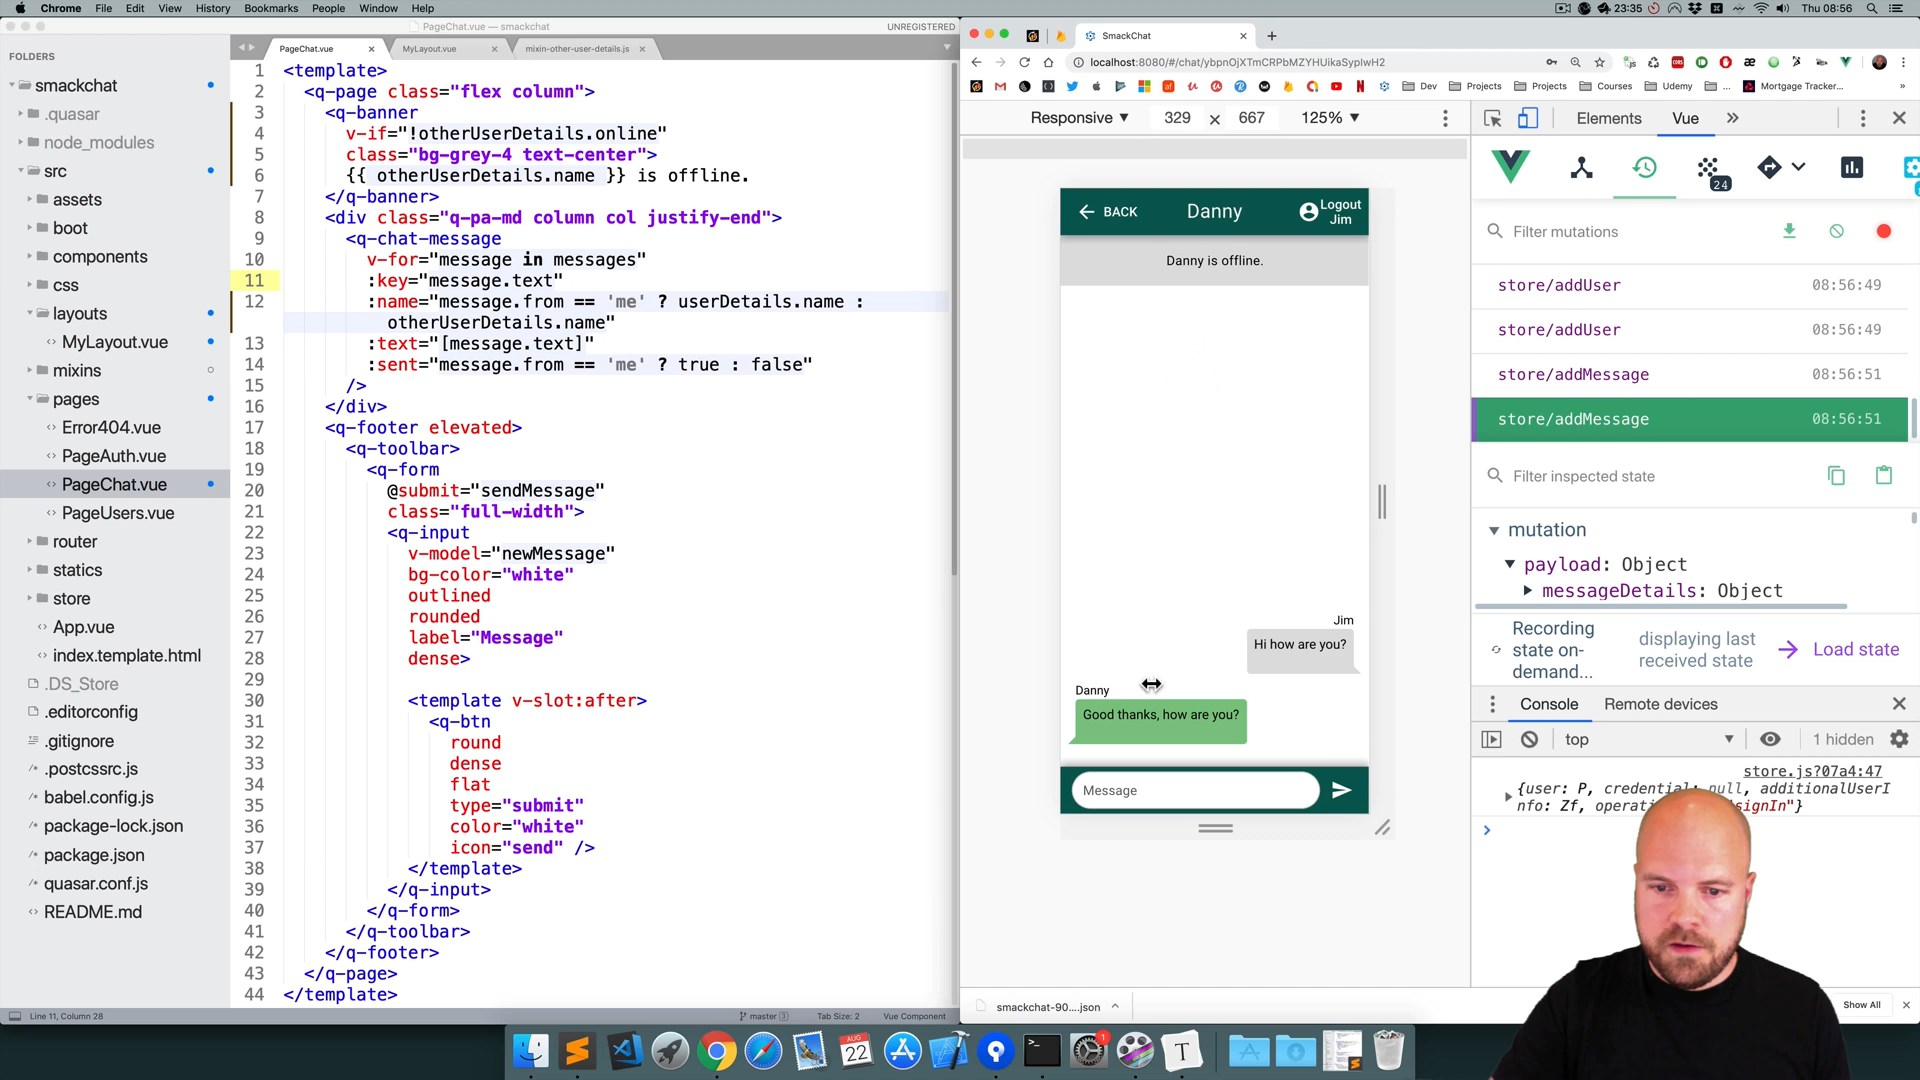 Chrome File Edit View History Bookmarks People Window Help
23:35
Thu 08:56
PageChat.vue — smackchat
UNREGISTERED
FOLDERS
smackchat
.quasar
node_modules
src
assets
boot
components
css
layouts
MyLayout.vue
mixins
pages
Error404.vue
PageAuth.vue
PageChat.vue
PageUsers.vue
router
statics
store
App.vue
index.template.html
.DS_Store
.editorconfig
.gitignore
.postcssrc.js
babel.config.js
package-lock.json
package.json
quasar.conf.js
README.md
PageChat.vue
MyLayout.vue
mixin-other-user-details.js
1 <template>
2 <q-page class="flex column">
3 <q-banner
4 v-if="!otherUserDetails.online"
5 class="bg-grey-4 text-center">
6 {{ otherUserDetails.name }} is offline.
7 </q-banner>
8 <div class="q-pa-md column col justify-end">
9 <q-chat-message
10 v-for="message in messages"
11 :key="message.text"
12 :name="message.from == 'me' ? userDetails.name :
otherUserDetails.name"
13 :text="[message.text]"
14 :sent="message.from == 'me' ? true : false"
15 />
16 </div>
17 <q-footer elevated>
18 <q-toolbar>
19 <q-form
20 @submit="sendMessage"
21 class="full-width">
22 <q-input
23 v-model="newMessage"
24 bg-color="white"
25 outlined
26 rounded
27 label="Message"
28 dense>
29
30 <template v-slot:after>
31 <q-btn
32 round
33 dense
34 flat
35 type="submit"
36 color="white"
37 icon="send" />
38 </template>
39 </q-input>
40 </q-form>
41 </q-toolbar>
42 </q-footer>
43 </q-page>
44 </template>
Line 11, Column 28
master 3
Tab Size: 2
Vue Component
SmackChat
localhost:8080/#/chat/ybpnOjXTmCRPbMZYHUikaSyplwH2
Dev
Projects
Projects
Courses
Udemy
...
Mortgage Tracker...
Responsive 329 × 667 125%
BACK
Danny
Logout
Jim
Danny is offline.
Jim
Hi how are you?
Danny
Good thanks, how are you?
Message
Elements Vue
24
Filter mutations
store/addUser 08:56:49
store/addUser 08:56:49
store/addMessage 08:56:51
store/addMessage 08:56:51
Filter inspected state
mutation
payload: Object
messageDetails: Object
Recording
state on-
demand...
displaying last
received state
Load state
Console Remote devices
top
1 hidden
store.js?07a4:47
{user: P, credential: null, additionalUserI
nfo: Zf, 
signIn"}
smackchat-90....json
Show All
AUG
22
1